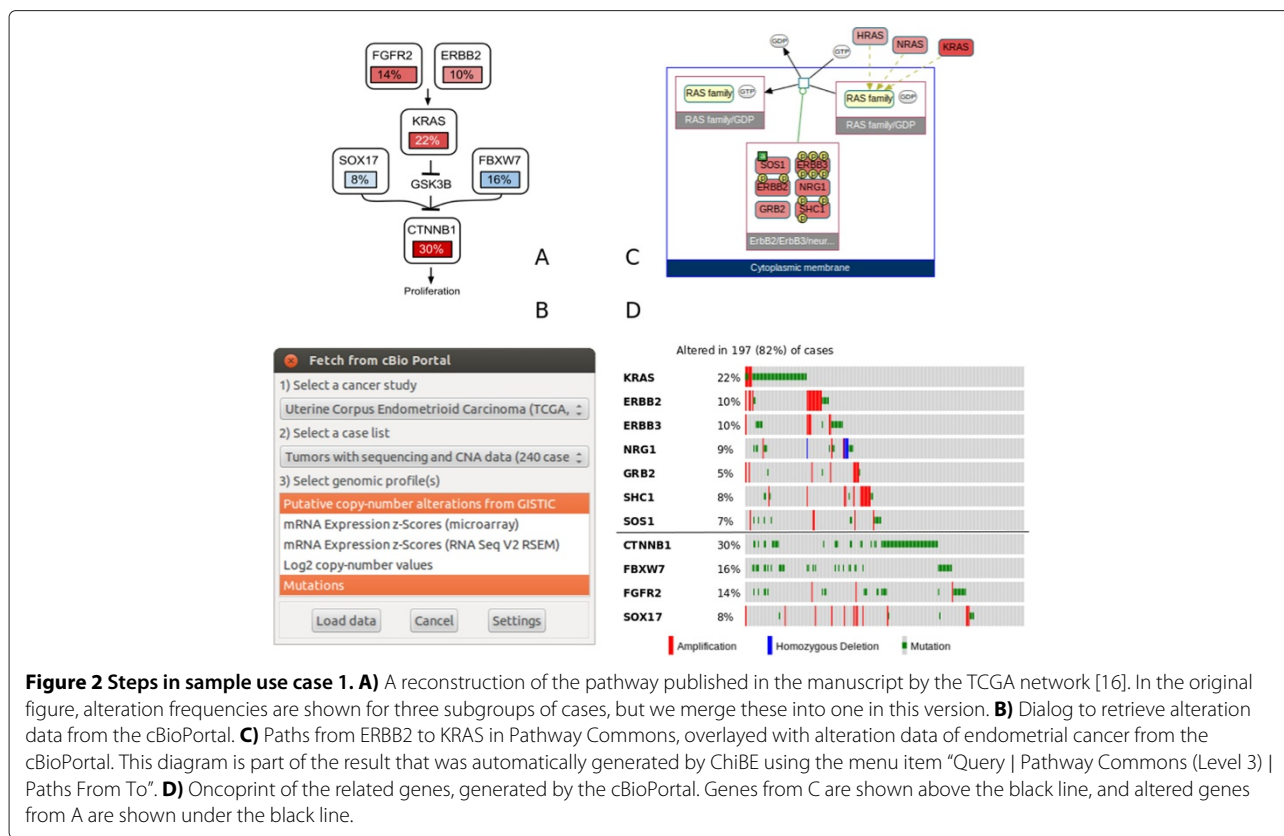 FGFR2
14%
ERBB2
10%
KRAS
22%
SOX17
8%
GSK3B
FBXW7
16%
CTNNB1
30%
Proliferation
A
C
GDP
GTP
HRAS
NRAS
KRAS
RAS family
GTP
RAS family/GDP
RAS family
GDP
RAS family/GDP
SOS1
ERBB3
ERBB2
NRG1
GRB2
SHC1
ErbB2/ErbB3/neur...
Cytoplasmic membrane
B
D
Fetch from cBio Portal
1) Select a cancer study
Uterine Corpus Endometrioid Carcinoma (TCGA,
2) Select a case list
Tumors with sequencing and CNA data (240 case
3) Select genomic profile(s)
Putative copy-number alterations from GISTIC
mRNA Expression z-Scores (microarray)
mRNA Expression z-Scores (RNA Seq V2 RSEM)
Log2 copy-number values
Mutations
Load data Cancel Settings
Altered in 197 (82%) of cases
KRAS 22%
ERBB2 10%
ERBB3 10%
NRG1 9%
GRB2 5%
SHC1 8%
SOS1 7%
CTNNB1 30%
FBXW7 16%
FGFR2 14%
SOX17 8%
Amplification Homozygous Deletion Mutation
Figure 2 Steps in sample use case 1. A) A reconstruction of the pathway published in the manuscript by the TCGA network [16]. In the original
figure, alteration frequencies are shown for three subgroups of cases, but we merge these into one in this version. B) Dialog to retrieve alteration
data from the cBioPortal. C) Paths from ERBB2 to KRAS in Pathway Commons, overlayed with alteration data of endometrial cancer from the
cBioPortal. This diagram is part of the result that was automatically generated by ChiBE using the menu item “Query | Pathway Commons (Level 3) |
Paths From To”. D) Oncoprint of the related genes, generated by the cBioPortal. Genes from C are shown above the black line, and altered genes
from A are shown under the black line.